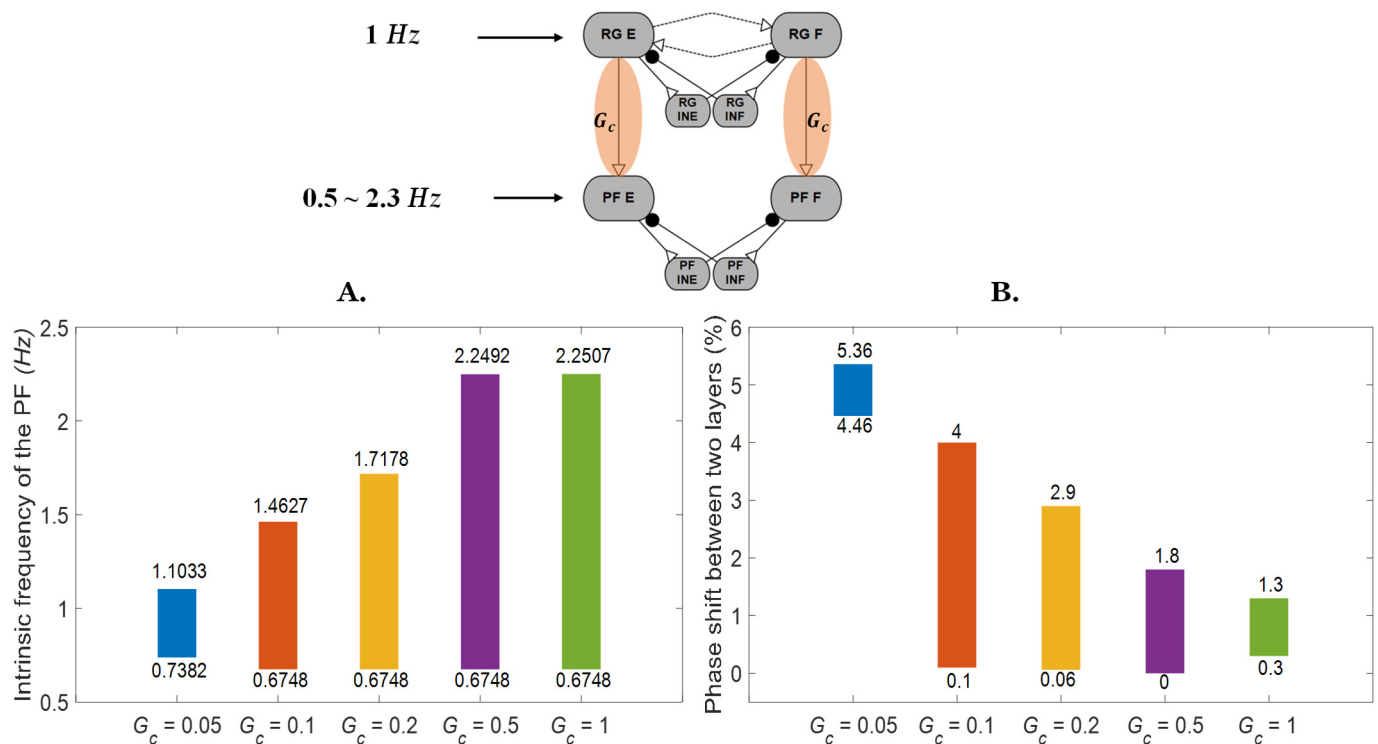 1 Hz
RG E
RG F
RG
INE
RG
INF
G_c
G_c
0.5 ~ 2.3 Hz
PF E
PF F
PF
INE
PF
INF
A.
Intrinsic frequency of the PF (Hz)
2.5
2
1.5
1
0.5
1.1033
0.7382
1.4627
0.6748
1.7178
0.6748
2.2492
0.6748
2.2507
0.6748
G_c = 0.05
G_c = 0.1
G_c = 0.2
G_c = 0.5
G_c = 1
B.
Phase shift between two layers (%)
6
5
4
3
2
1
0
5.36
4.46
4
0.1
2.9
0.06
1.8
0
1.3
0.3
G_c = 0.05
G_c = 0.1
G_c = 0.2
G_c = 0.5
G_c = 1